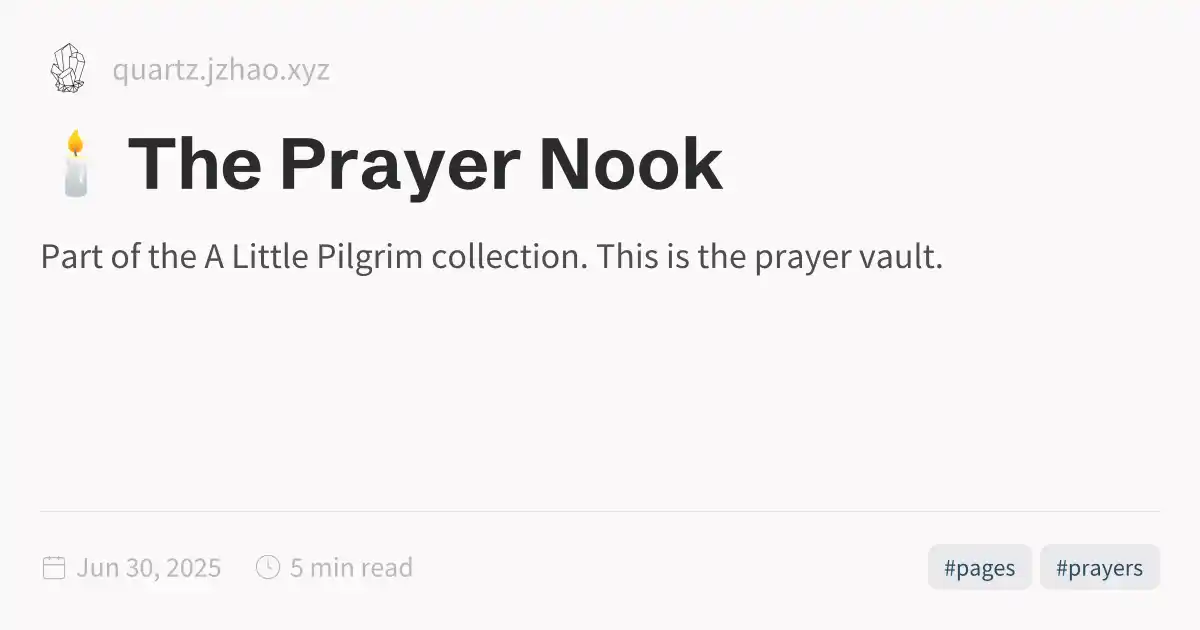 quartz.jzhao.xyz
🕯️ The Prayer Nook
Part of the A Little Pilgrim collection. This is the prayer vault.
Jun 30, 2025 5 min read #pages #prayers